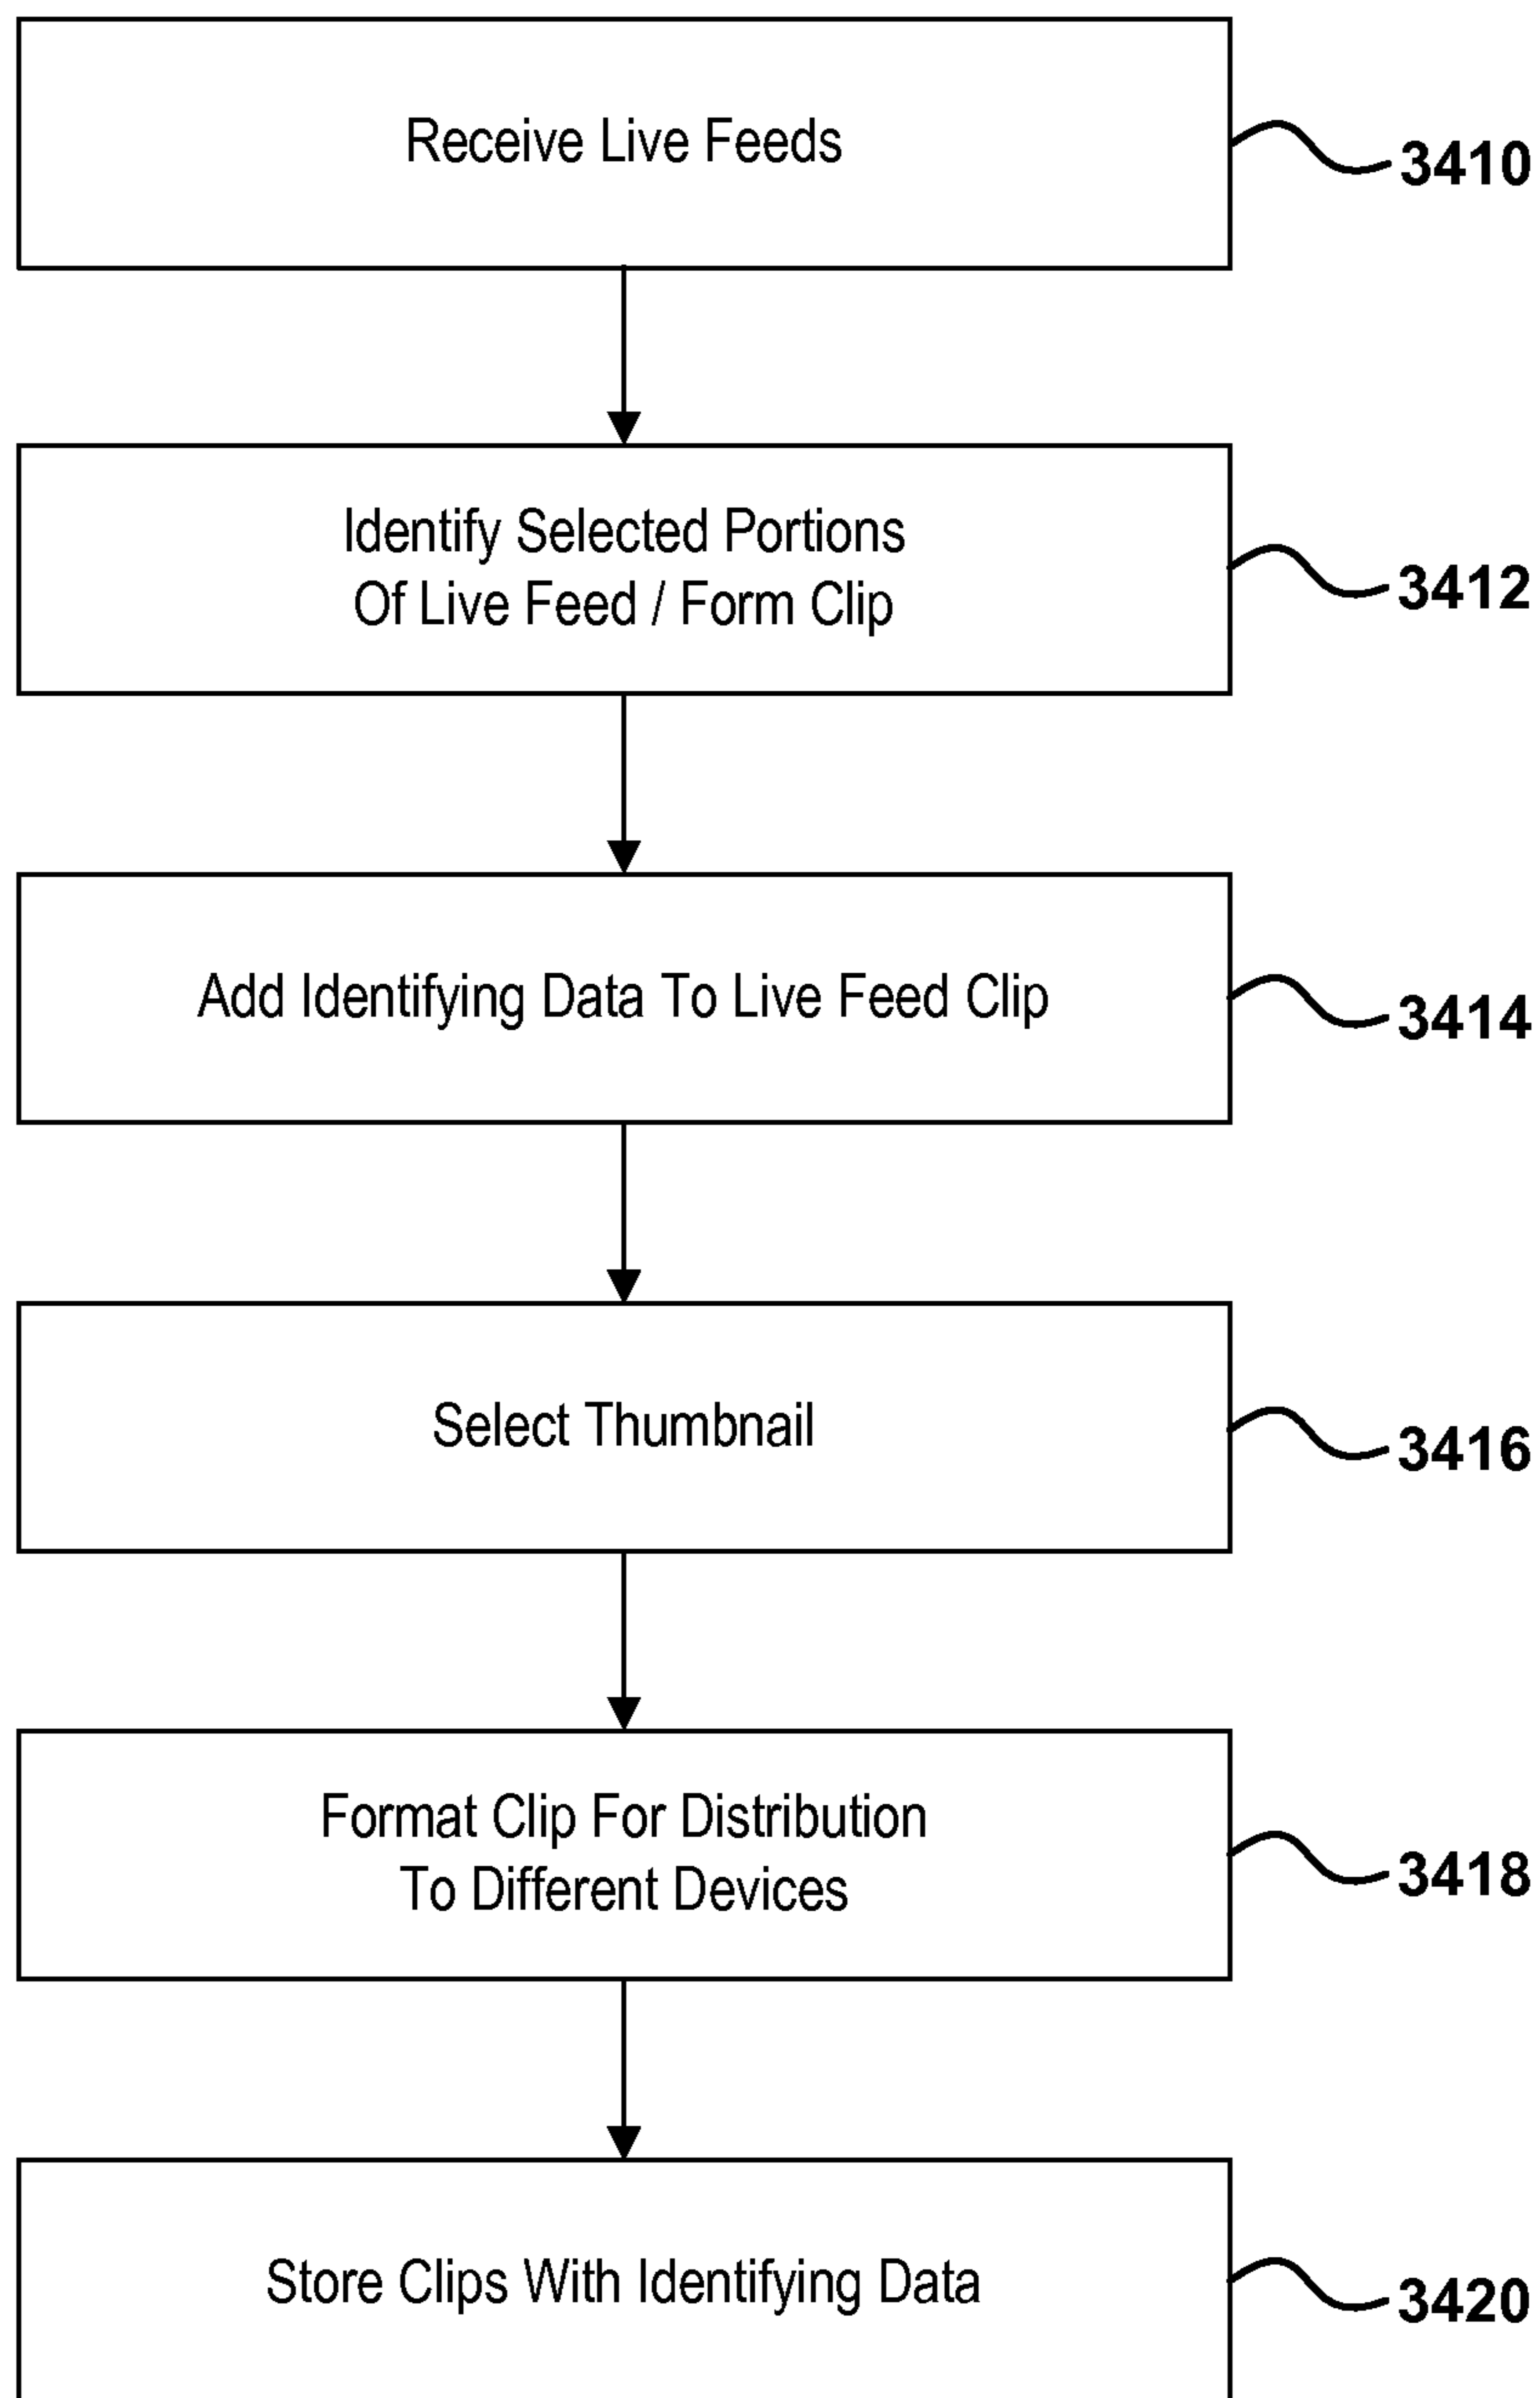 Receive Live Feeds
3410
Identify Selected Portions
Of Live Feed / Form Clip
3412
Add Identifying Data To Live Feed Clip
3414
Select Thumbnail
3416
Format Clip For Distribution
To Different Devices
3418
Store Clips With Identifying Data
3420